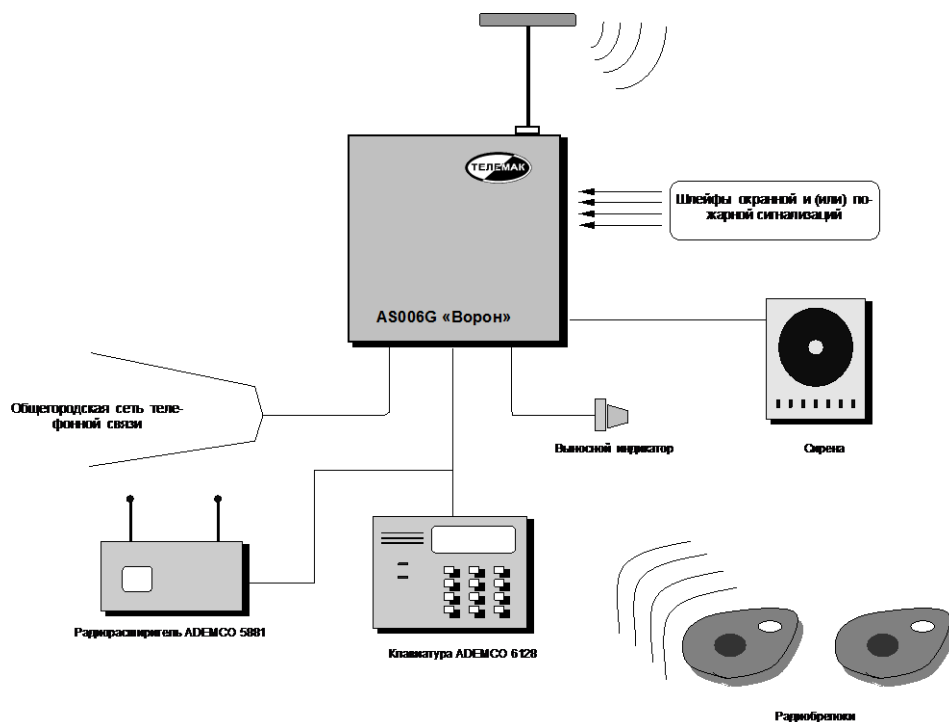 ТЕЛЕМАК
Шлейфы охранной и (или) по-
жарной сигнализаций
AS006G «Ворон»
Общегородская сеть теле-
фонной связи
Выносной индикатор
Сирена
Радиорасширитель ADEMCO 5881
Клавиатура ADEMCO 6128
Радиобрелоки